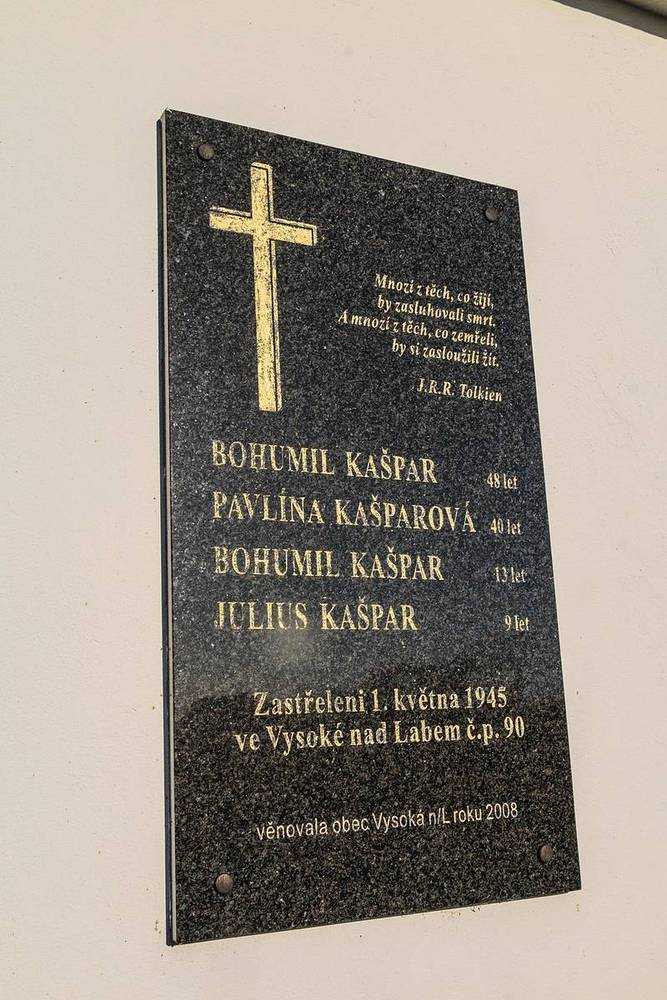 Mnozí z těch, co žijí,
by zasluhovali smrt.
A mnozí z těch, co zemřeli,
by si zasloužili žít.
J.R.R. Tolkien
BOHUMIL KAŠPAR 48 let
PAVLÍNA KAŠPAROVÁ 40 let
BOHUMIL KAŠPAR 13 let
JULIUS KAŠPAR 9 let
Zastřeleni 1. května 1945
ve Vysoké nad Labem č.p. 90
věnovala obec Vysoká n/L roku 2008